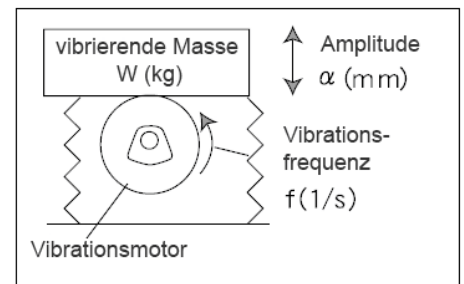 vibrierende Masse
W (kg)
Amplitude
α (mm)
Vibrations-
frequenz
f(1/s)
Vibrationsmotor